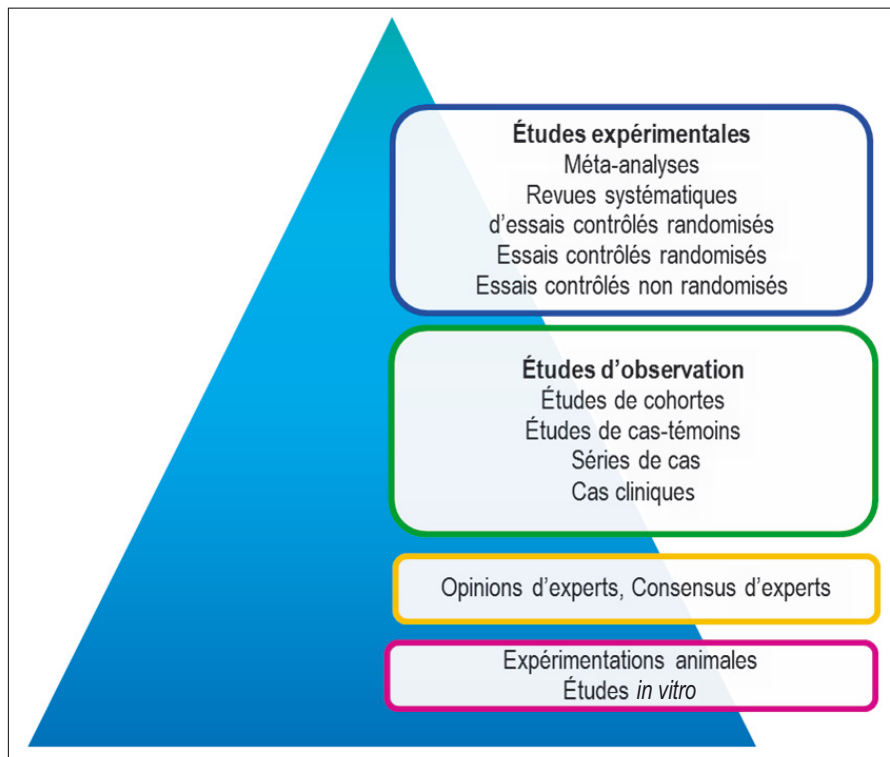 Études expérimentales
Méta-analyses
Revues systématiques
d'essais contrôlés randomisés
Essais contrôlés randomisés
Essais contrôlés non randomisés
Études d'observation
Études de cohortes
Études de cas-témoins
Séries de cas
Cas cliniques
Opinions d'experts, Consensus d'experts
Expérimentations animales
Études in vitro